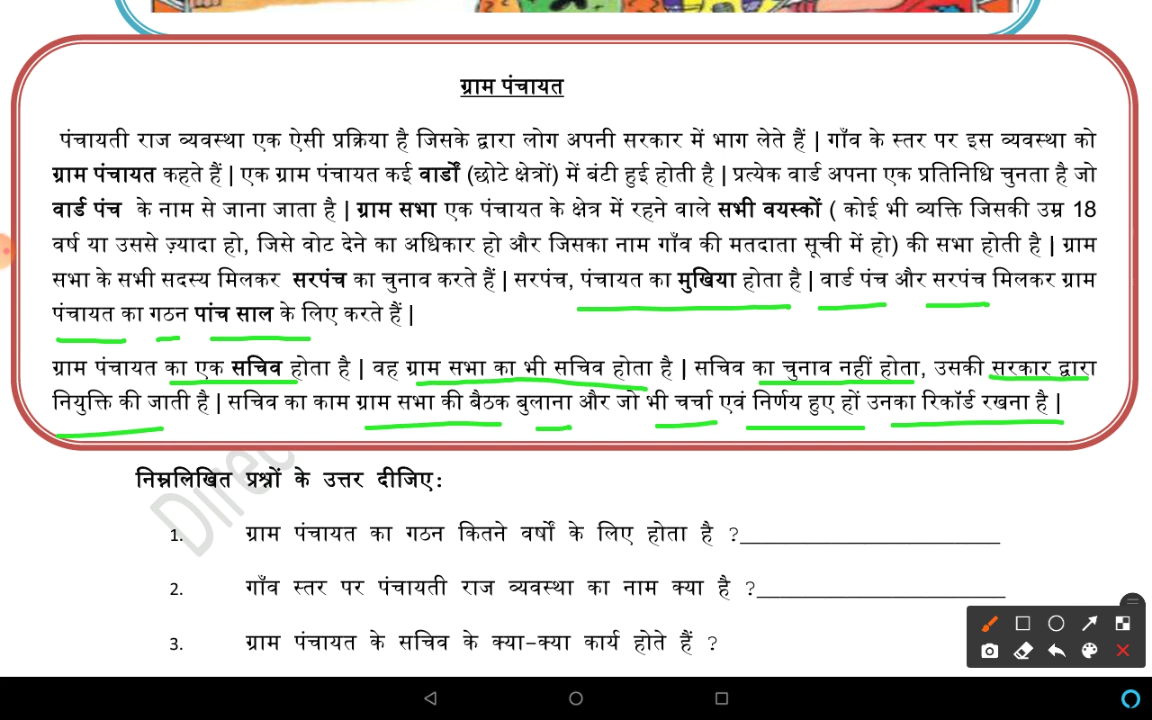 ग्राम पंचायत
पंचायती राज व्यवस्था एक ऐसी प्रक्रिया है जिसके द्वारा लोग अपनी सरकार में भाग लेते हैं | गाँव के स्तर पर इस व्यवस्था को
ग्राम पंचायत कहते हैं | एक ग्राम पंचायत कई वार्डों (छोटे क्षेत्रों) में बंटी हुई होती है | प्रत्येक वार्ड अपना एक प्रतिनिधि चुनता है जो
वार्ड पंच के नाम से जाना जाता है | ग्राम सभा एक पंचायत के क्षेत्र में रहने वाले सभी वयस्कों ( कोई भी व्यक्ति जिसकी उम्र 18
वर्ष या उससे ज़्यादा हो, जिसे वोट देने का अधिकार हो और जिसका नाम गाँव की मतदाता सूची में हो) की सभा होती है | ग्राम
सभा के सभी सदस्य मिलकर सरपंच का चुनाव करते हैं | सरपंच, पंचायत का मुखिया होता है | वार्ड पंच और सरपंच मिलकर ग्राम
पंचायत का गठन पांच साल के लिए करते हैं |
ग्राम पंचायत का एक सचिव होता है | वह ग्राम सभा का भी सचिव होता है | सचिव का चुनाव नहीं होता, उसकी सरकार द्वारा
नियुक्ति की जाती है | सचिव का काम ग्राम सभा की बैठक बुलाना और जो भी चर्चा एवं निर्णय हुए हों उनका रिकॉर्ड रखना है |
निम्नलिखित प्रश्नों के उत्तर दीजिए:
1. ग्राम पंचायत का गठन कितने वर्षों के लिए होता है ?__________________________
2. गाँव स्तर पर पंचायती राज व्यवस्था का नाम क्या है ?_________________________
3. ग्राम पंचायत के सचिव के क्या-क्या कार्य होते हैं ?